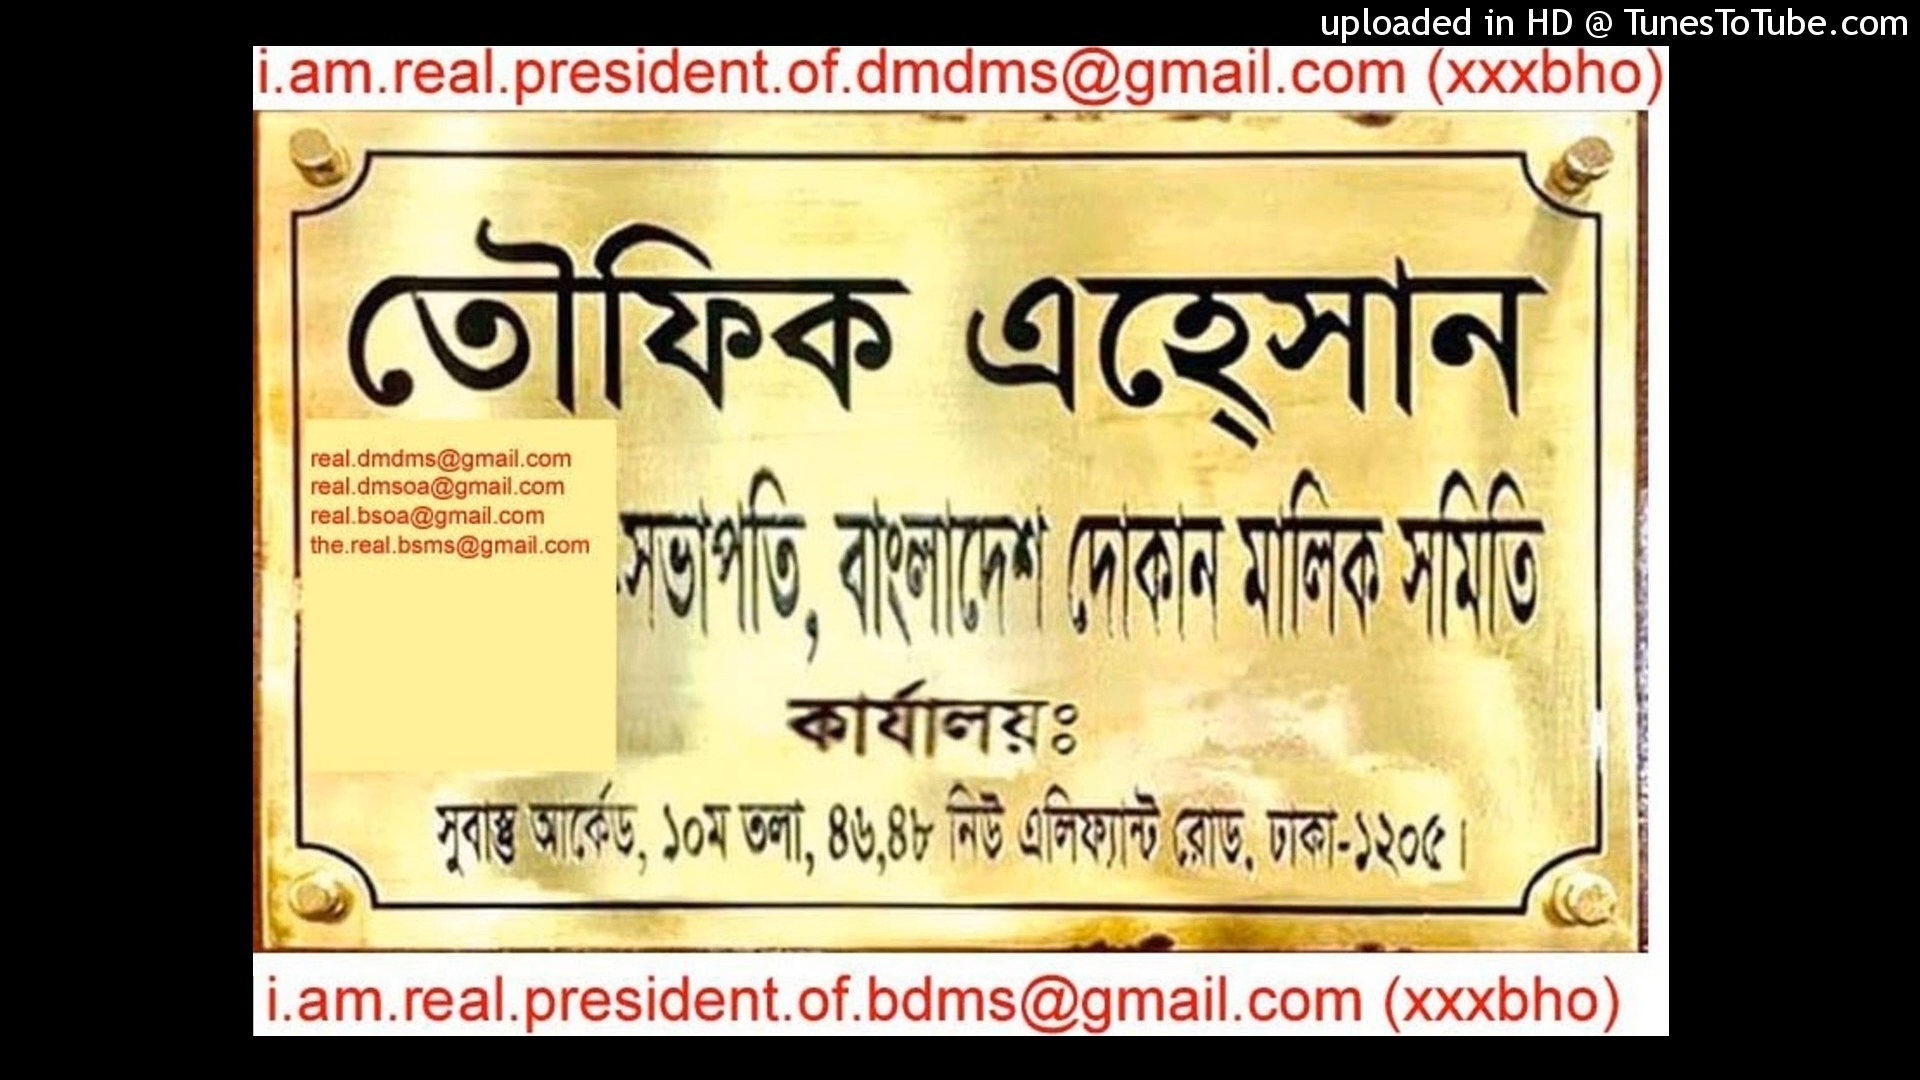 uploaded in HD @ TunesToTube.com
i.am.real.president.of.dmdms@gmail.com (xxxbho)
তৌফিক এহ্সোন
real.dmdms@gmail.com
real.dmsoa@gmail.com
real.bsoa@gmail.com
the.real.bsms@gmail.com
সভাপতি, বাংলাদেশ দোকান মালিক সমিতি
কার্যালয়ঃ
সুবাস্তু আর্কেড, ১০ম তলা, ৪৬,৪৮ নিউ এলিফ্যান্ট রোড, ঢাকা-১২০৫।
i.am.real.president.of.bdms@gmail.com (xxxbho)